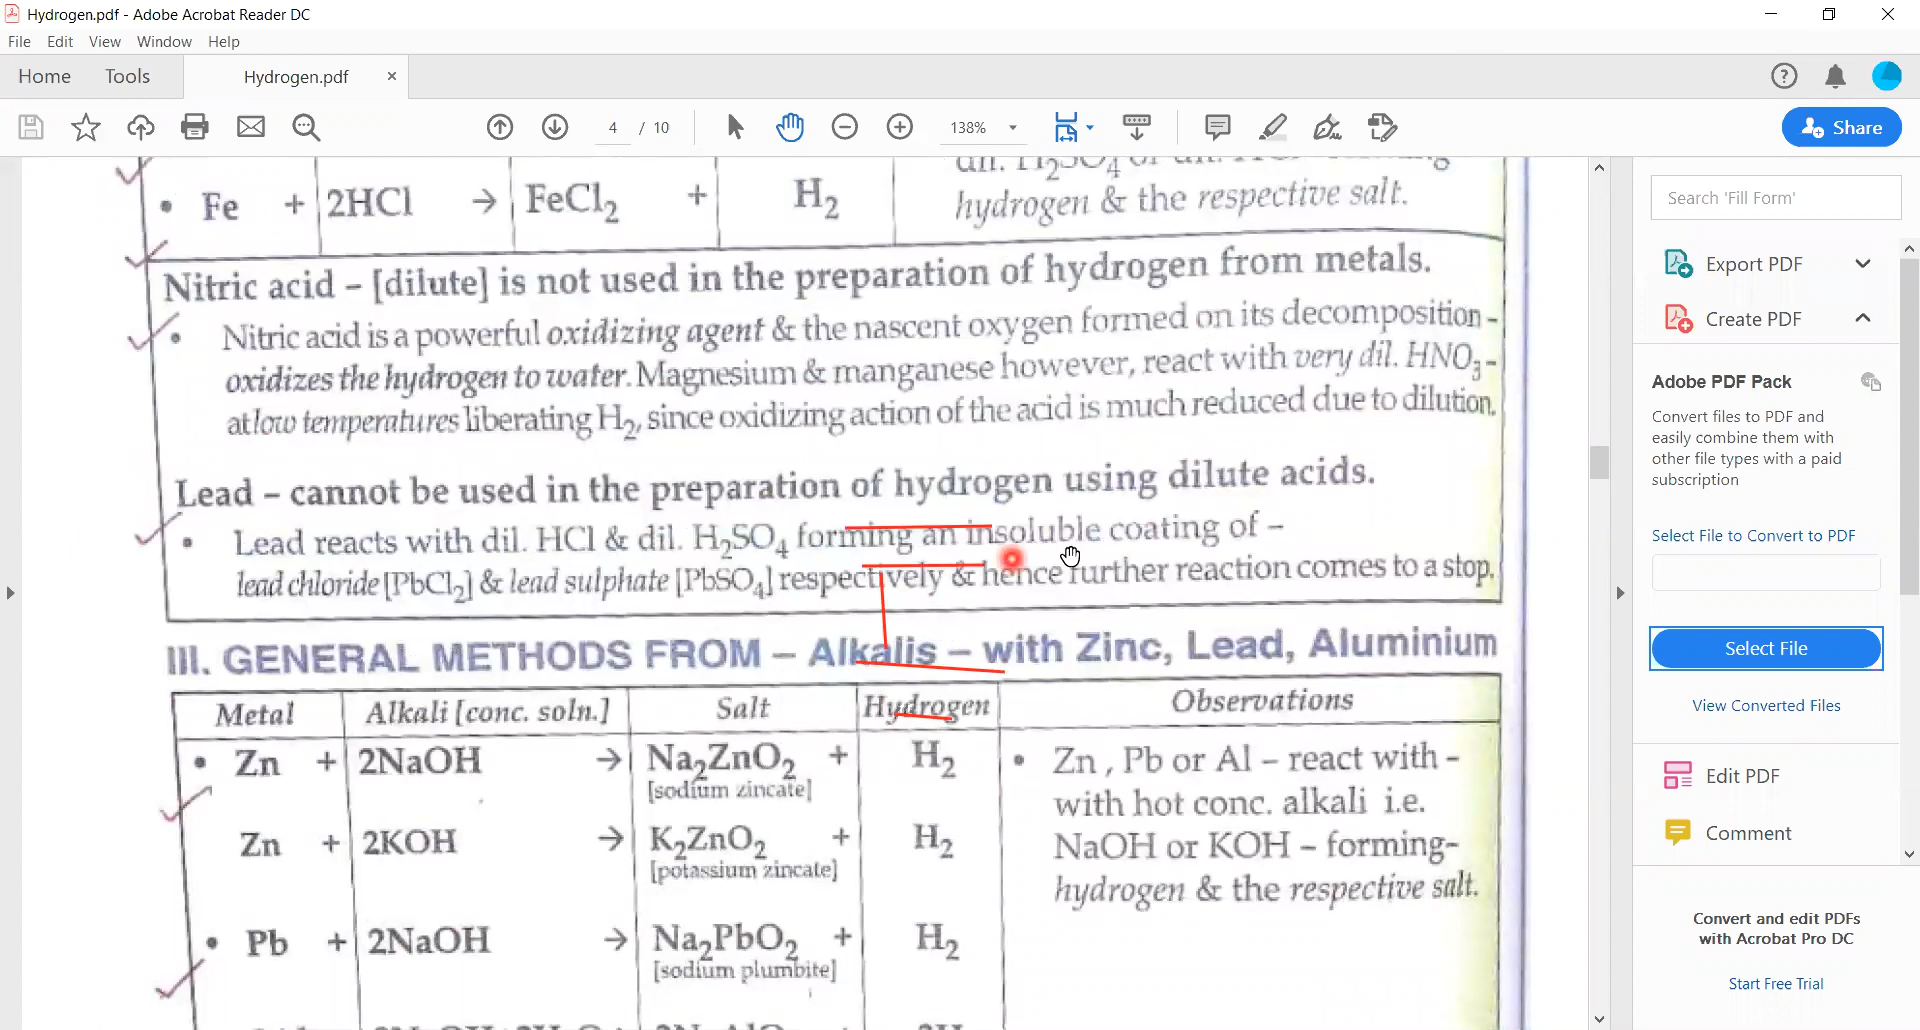 Hydrogen.pdf - Adobe Acrobat Reader DC
File Edit View Window Help
Home Tools Hydrogen.pdf ×
4 / 10 138% Share
• Fe + 2HCl → FeCl₂ + H₂
hydrogen & the respective salt.
Nitric acid – [dilute] is not used in the preparation of hydrogen from metals.
• Nitric acid is a powerful oxidizing agent & the nascent oxygen formed on its decomposition -
oxidizes the hydrogen to water. Magnesium & manganese however, react with very dil. HNO₃-
at low temperatures liberating H₂, since oxidizing action of the acid is much reduced due to dilution.
Lead – cannot be used in the preparation of hydrogen using dilute acids.
• Lead reacts with dil. HCl & dil. H₂SO₄ forming an insoluble coating of –
lead chloride [PbCl₂] & lead sulphate [PbSO₄] respectively & hence further reaction comes to a stop.
III. GENERAL METHODS FROM – Alkalis – with Zinc, Lead, Aluminium
Metal Alkali [conc. soln.] Salt Hydrogen Observations
• Zn + 2NaOH → Na₂ZnO₂ + H₂
[sodium zincate]
Zn + 2KOH → K₂ZnO₂ + H₂
[potassium zincate]
• Pb + 2NaOH → Na₂PbO₂ + H₂
[sodium plumbite]
• Zn , Pb or Al – react with –
with hot conc. alkali i.e.
NaOH or KOH – forming-
hydrogen & the respective salt.
Search 'Fill Form'
Export PDF
Create PDF
Adobe PDF Pack
Convert files to PDF and
easily combine them with
other file types with a paid
subscription
Select File to Convert to PDF
Select File
View Converted Files
Edit PDF
Comment
Convert and edit PDFs
with Acrobat Pro DC
Start Free Trial